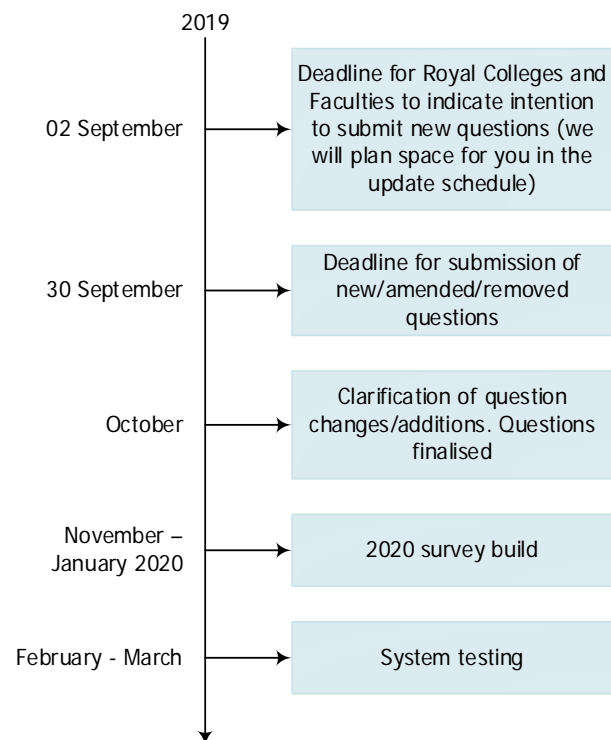 2019
02 September
Deadline for Royal Colleges and
Faculties to indicate intention
to submit new questions (we
will plan space for you in the
update schedule)
30 September
Deadline for submission of
new/amended/removed
questions
October
Clarification of question
changes/additions. Questions
finalised
November –
January 2020
2020 survey build
February - March
System testing